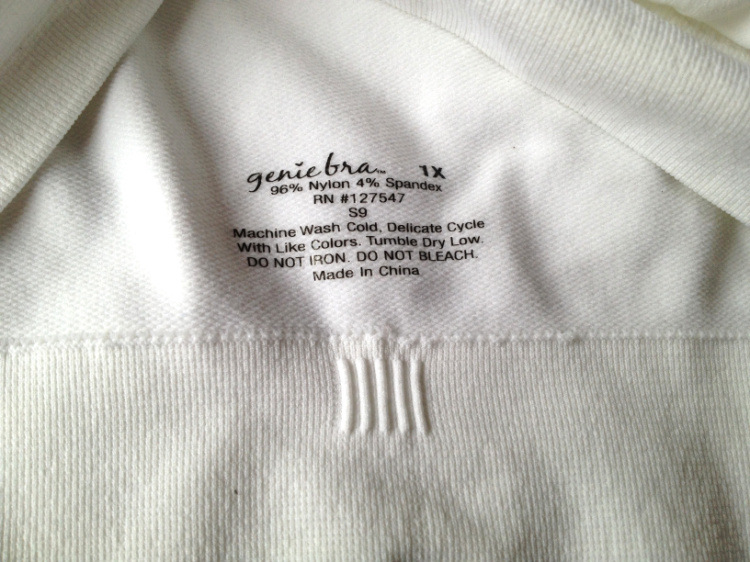 genie bra™ 1X
96% Nylon 4% Spandex
RN #127547
S9
Machine Wash Cold, Delicate Cycle
With Like Colors. Tumble Dry Low.
DO NOT IRON. DO NOT BLEACH.
Made In China